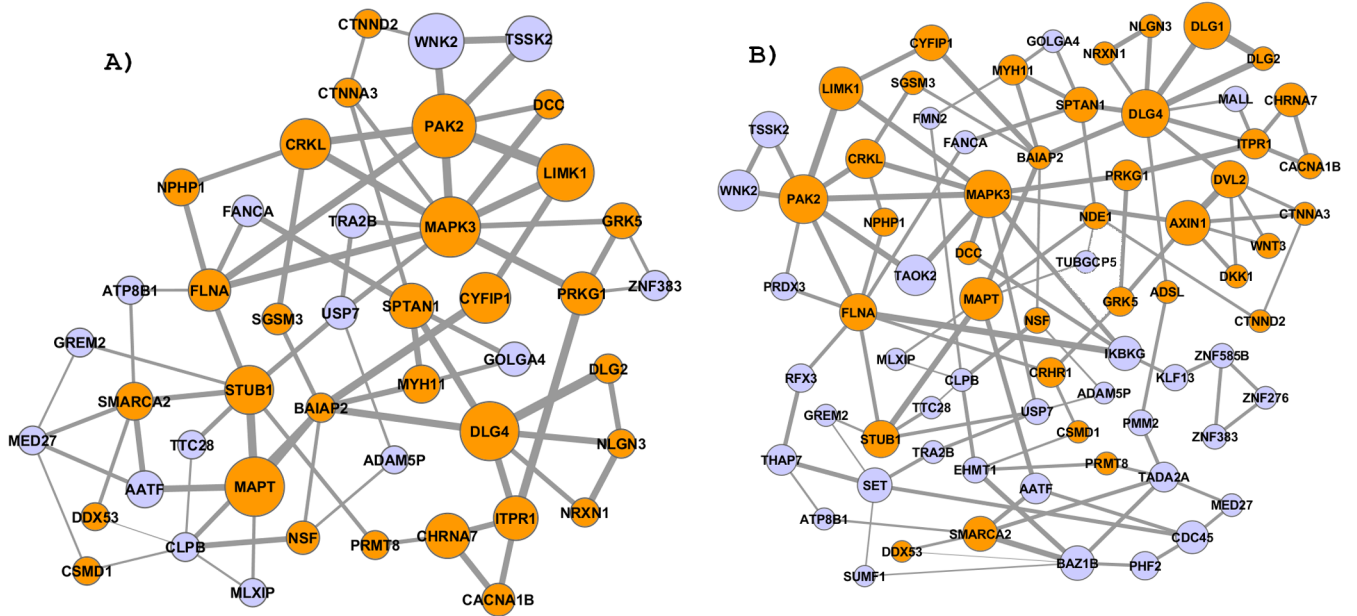 A)
CTNND2
WNK2
TSSK2
CTNNA3
DCC
PAK2
CRKL
LIMK1
NPHP1
FANCA
TRA2B
MAPK3
GRK5
ATP8B1
FLNA
SPTAN1
CYFIP1
PRKG1
ZNF383
SGSM3
USP7
GREM2
GOLGA4
DLG2
STUB1
MYH11
SMARCA2
BAIAP2
MED27
TTC28
DLG4
NLGN3
ADAM5P
AATF
MAPT
DDX53
ITPR1
NRXN1
CLPB
NSF
PRMT8
CHRNA7
CSMD1
MLXIP
CACNA1B
B)
NLGN3
DLG1
CYFIP1
GOLGA4
NRXN1
DLG2
MYH11
LIMK1
SGSM3
SPTAN1
MALL
CHRNA7
DLG4
FMN2
TSSK2
FANCA
ITPR1
CRKL
BAIAP2
CACNA1B
PRKG1
DVL2
WNK2
PAK2
MAPK3
NPHP1
NDE1
AXIN1
CTNNA3
DCC
WNT3
TUBGCP5
TAOK2
DKK1
PRDX3
MAPT
GRK5
ADSL
FLNA
NSF
CTNND2
IKBKG
MLXIP
ZNF585B
RFX3
CLPB
CRHR1
KLF13
ADAM5P
ZNF276
GREM2
TTC28
USP7
PMM2
STUB1
CSMD1
ZNF383
THAP7
TRA2B
EHMT1
PRMT8
SET
AATF
TADA2A
MED27
ATP8B1
SMARCA2
CDC45
DDX53
BAZ1B
PHF2
SUMF1